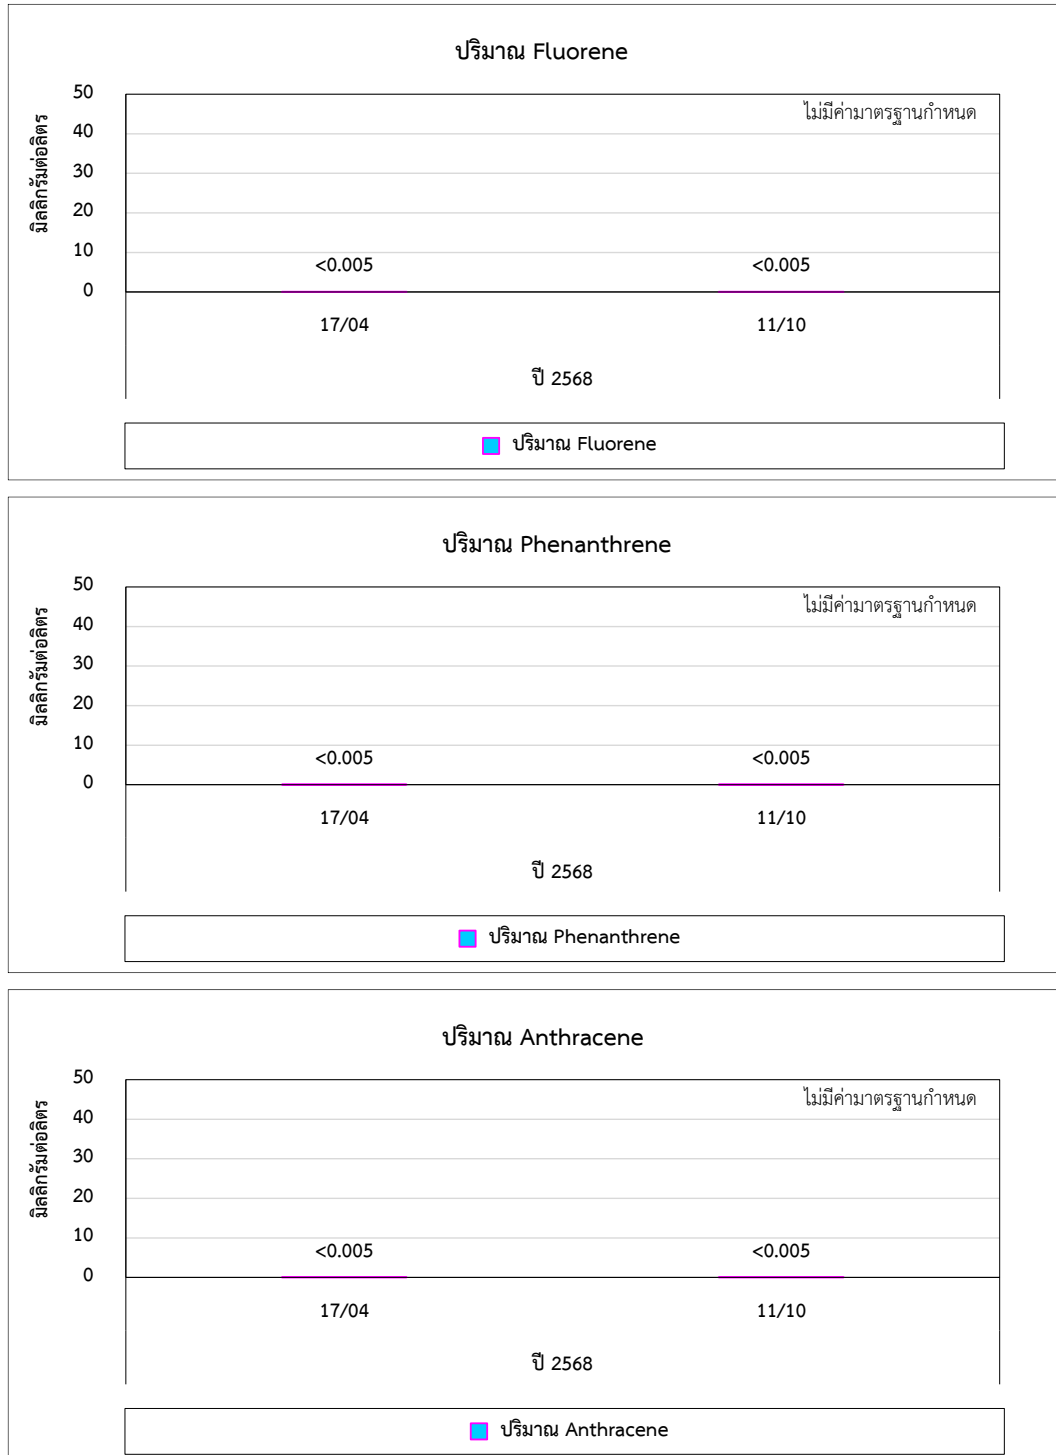 ปริมาณ Fluorene
มิลลิกรัมต่อลิตร
50
ไม่มีค่ามาตรฐานกำหนด
40
30
20
10
<0.005 <0.005
0
17/04 11/10
ปี 2568
ปริมาณ Fluorene
ปริมาณ Phenanthrene
มิลลิกรัมต่อลิตร
50
ไม่มีค่ามาตรฐานกำหนด
40
30
20
10
<0.005 <0.005
0
17/04 11/10
ปี 2568
ปริมาณ Phenanthrene
ปริมาณ Anthracene
มิลลิกรัมต่อลิตร
50
ไม่มีค่ามาตรฐานกำหนด
40
30
20
10
<0.005 <0.005
0
17/04 11/10
ปี 2568
ปริมาณ Anthracene